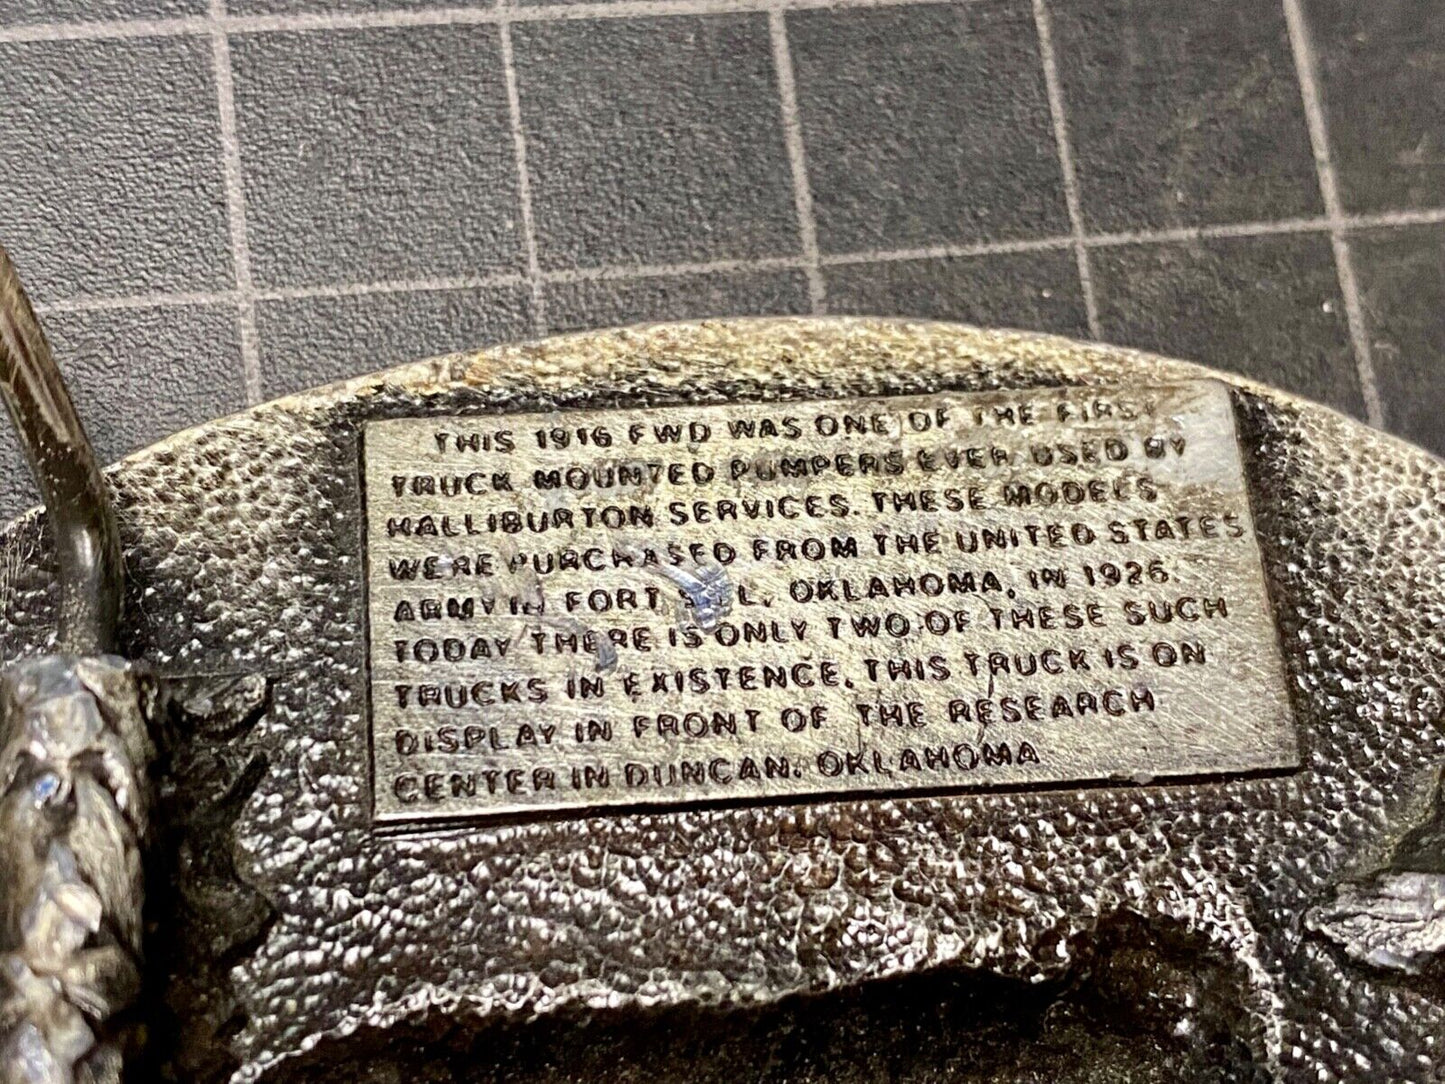 THIS 1916 FWD WAS ONE OF THE FIRST
TRUCK MOUNTED PUMPERS EVER USED BY
HALLIBURTON SERVICES. THESE MODELS
WERE PURCHASED FROM THE UNITED STATES
ARMY IN FORT SILL, OKLAHOMA, IN 1926.
TODAY THERE IS ONLY TWO OF THESE SUCH
TRUCKS IN EXISTENCE. THIS TRUCK IS ON
DISPLAY IN FRONT OF THE RESEARCH
CENTER IN DUNCAN, OKLAHOMA